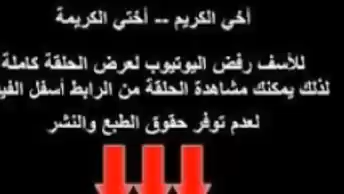 أخي الكريم -- أختي الكريمة
للأسف رفض اليوتيوب لعرض الحلقة كاملة
لذلك يمكنك مشاهدة الحلقة من الرابط أسفل
لعدم توفر حقوق الطبع والنشر